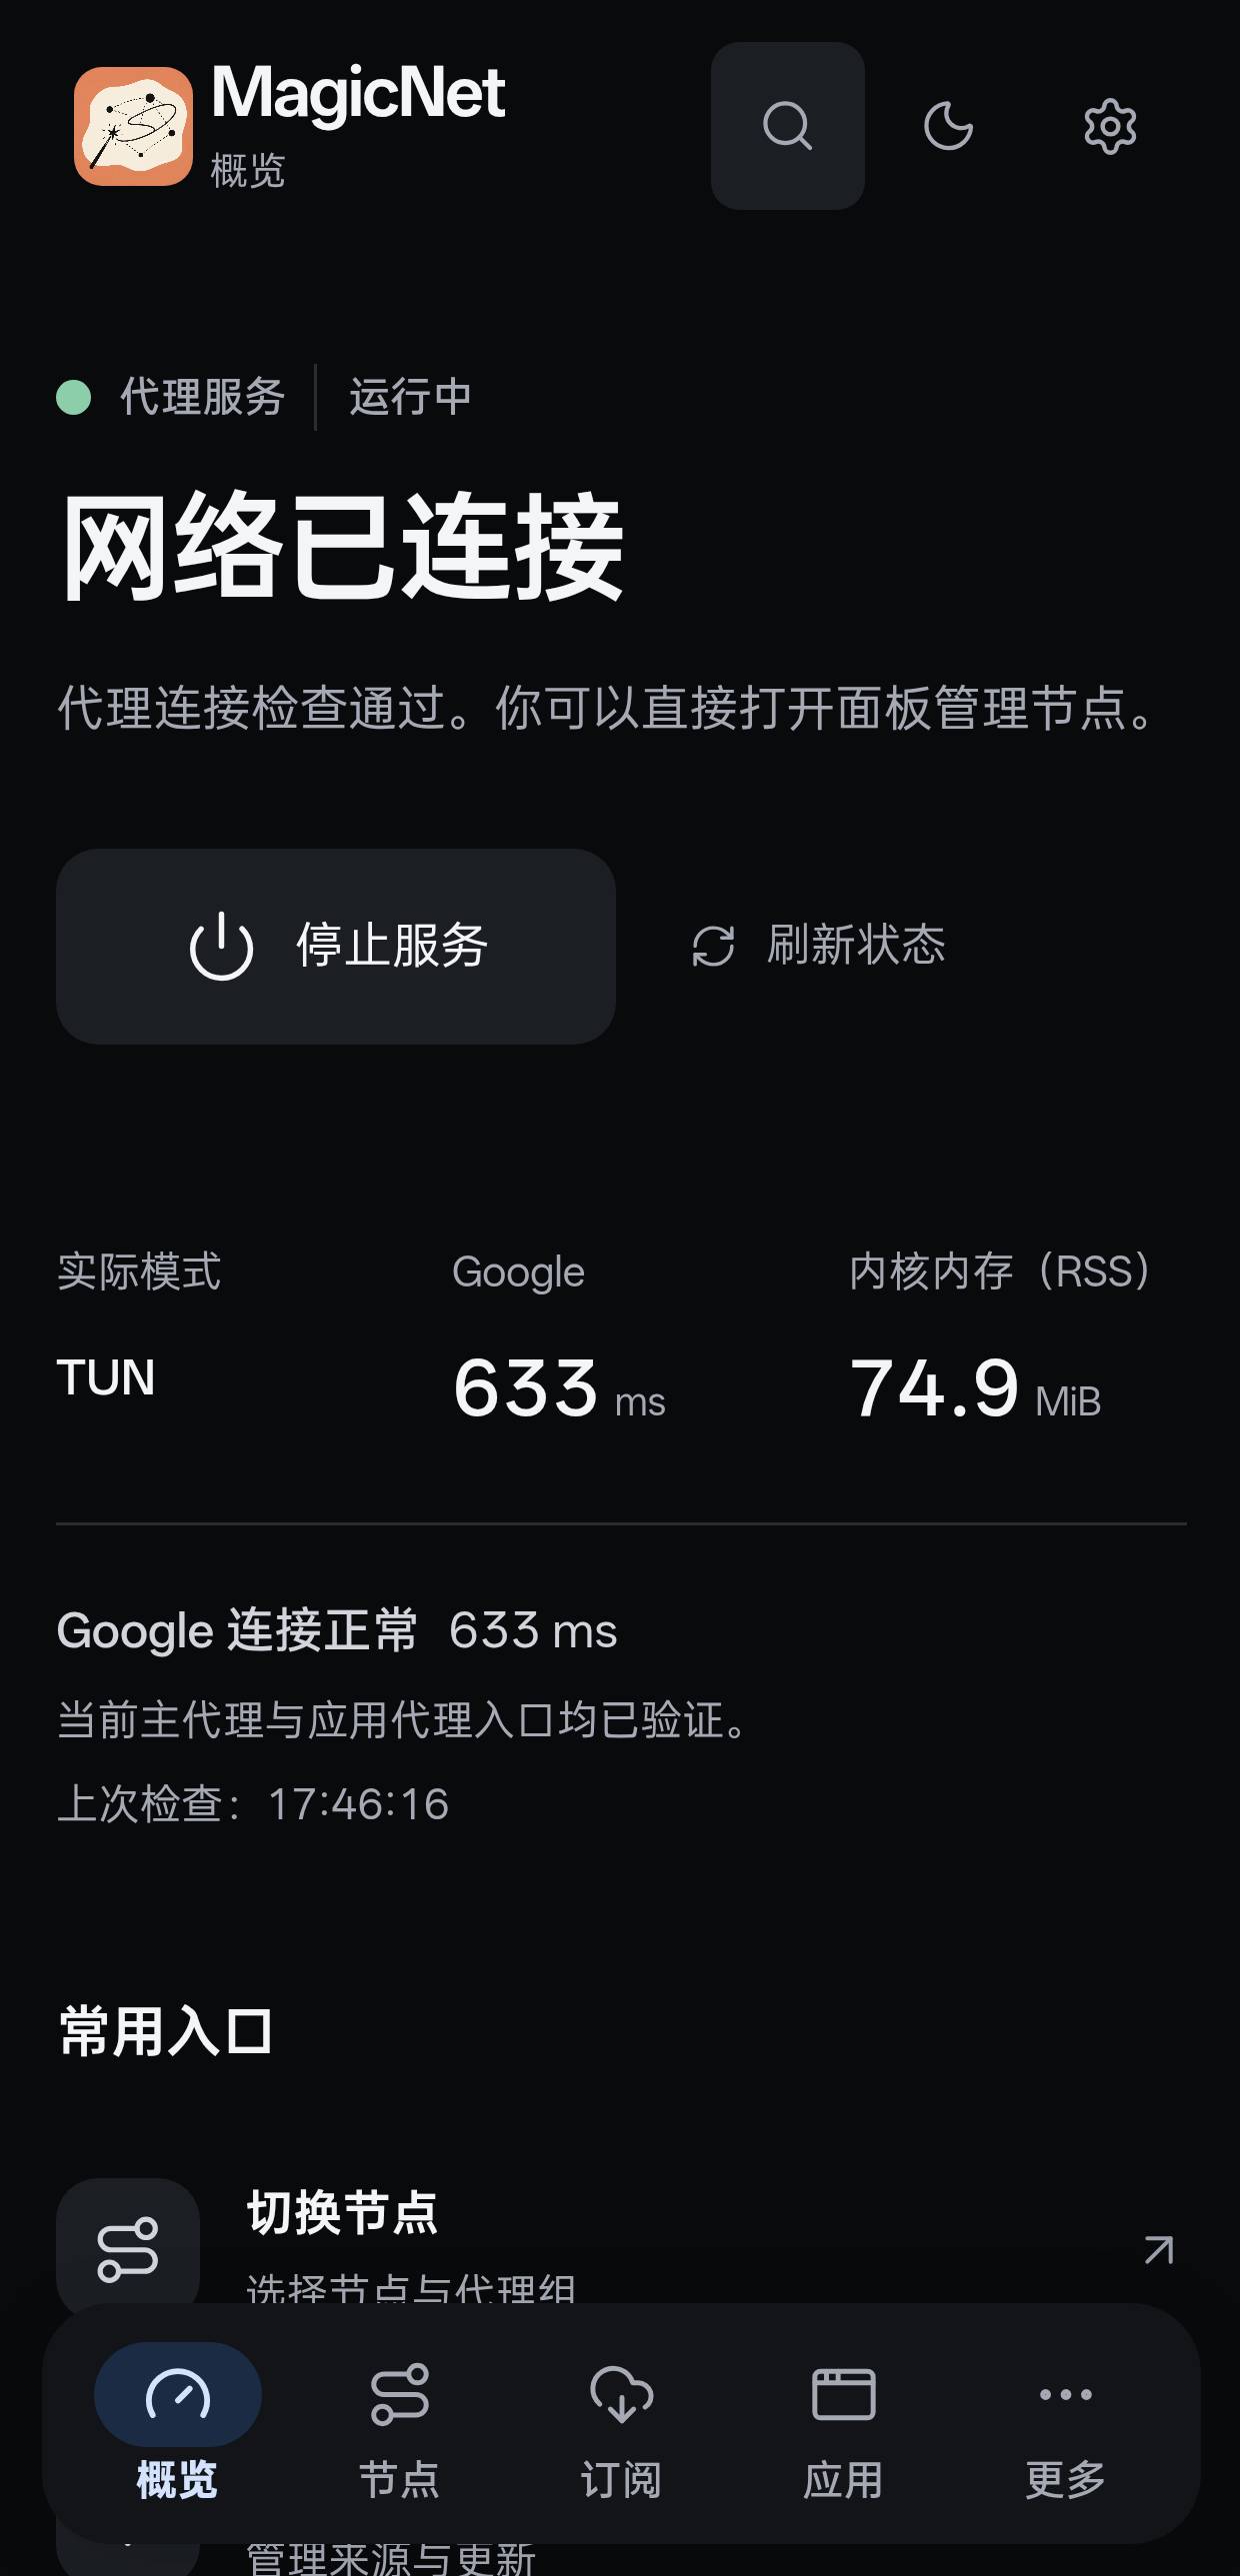 MagicNet
概览
代理服务
运行中
网络已连接
代理连接检查通过。你可以直接打开面板管理节点。
停止服务
刷新状态
实际模式
Google
内核内存（RSS）
TUN
633 ms
74.9 MiB
Google 连接正常 633 ms
当前主代理与应用代理入口均已验证。
上次检查：17:46:16
常用入口
切换节点
选择节点与代理组
概览
节点
订阅
应用
更多
管理来源与更新